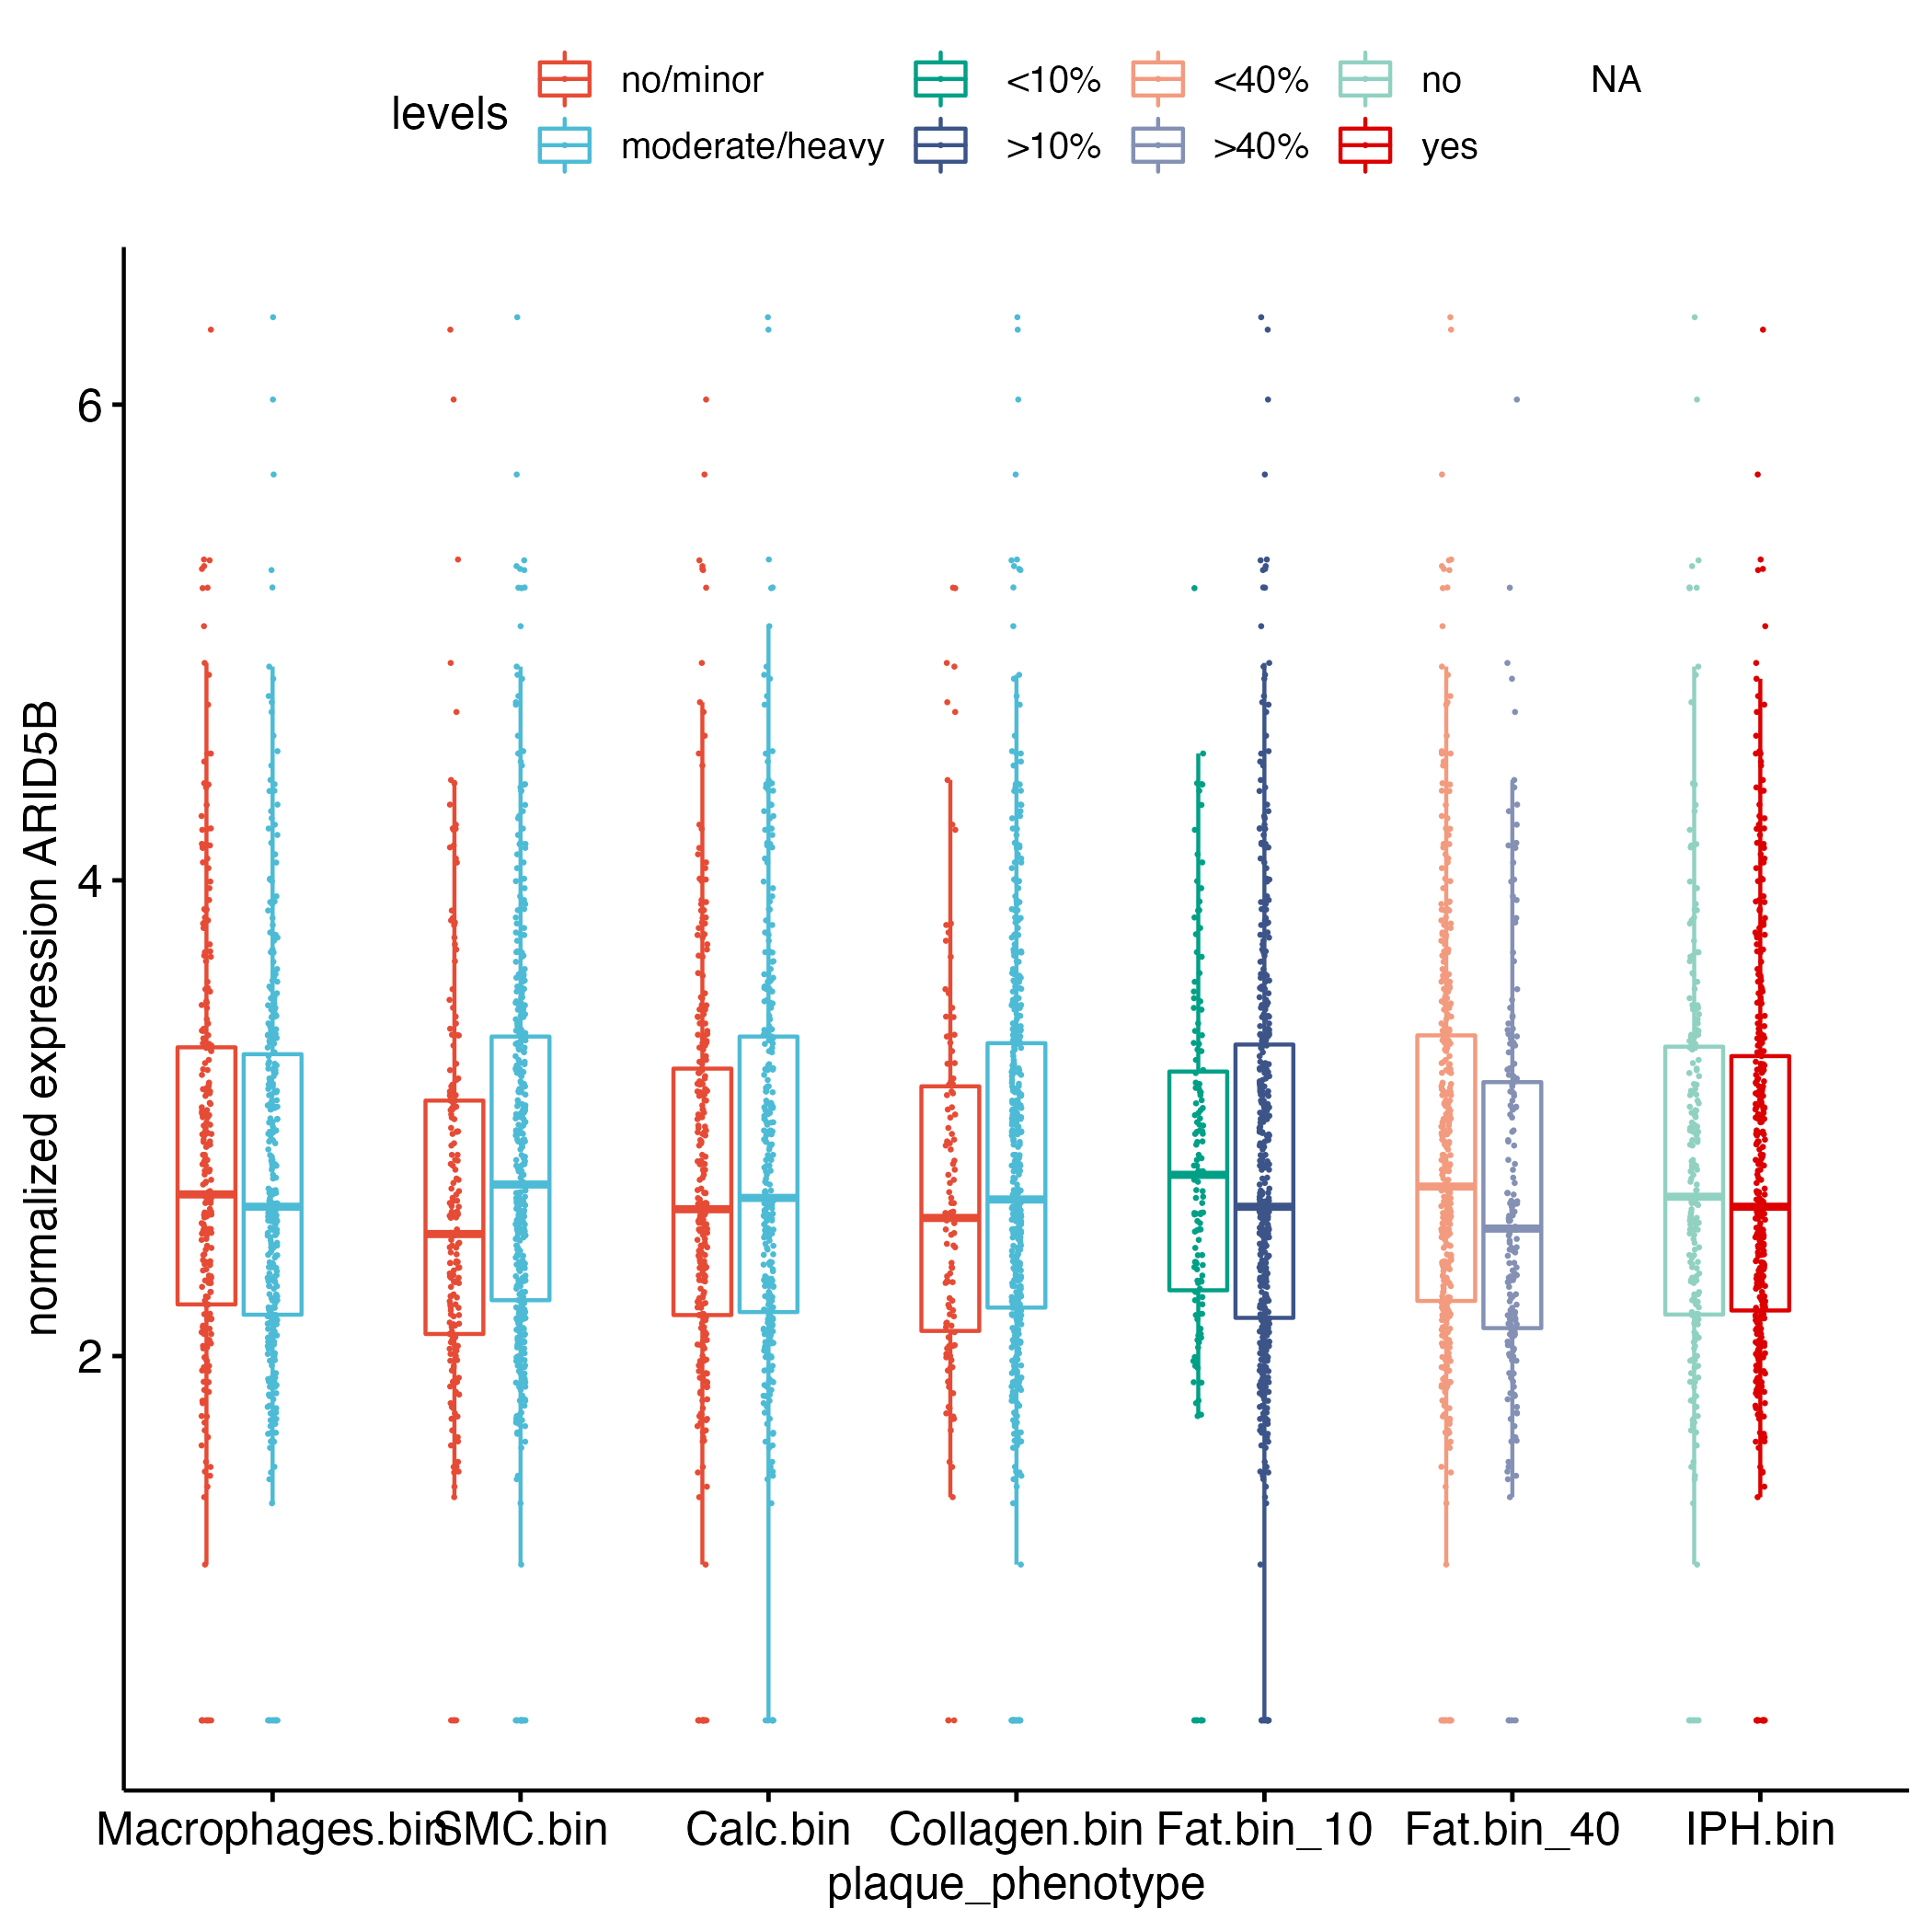 levels
no/minor <10% <40% no NA
moderate/heavy >10% >40% yes
normalized expression ARID5B
6
4
2
Macrophages.bin SMC.bin Calc.bin Collagen.bin Fat.bin_10 Fat.bin_40 IPH.bin
plaque_phenotype